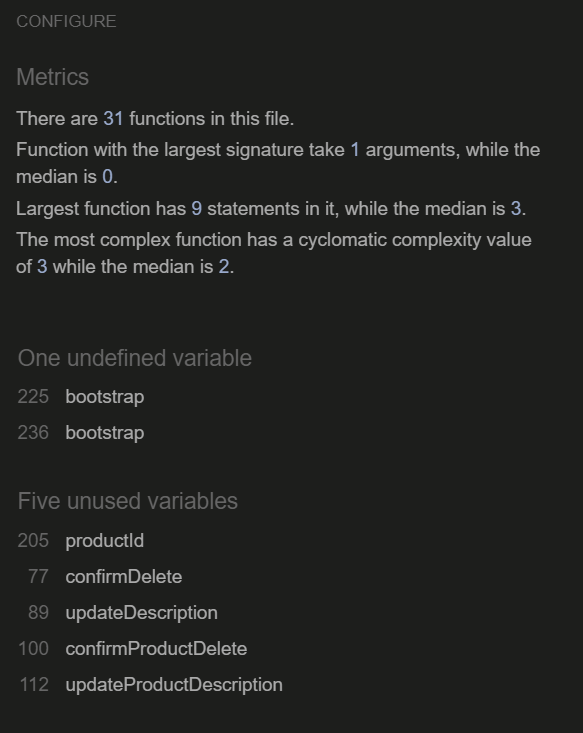 CONFIGURE
Metrics
There are 31 functions in this file.
Function with the largest signature take 1 arguments, while the
median is 0.
Largest function has 9 statements in it, while the median is 3.
The most complex function has a cyclomatic complexity value
of 3 while the median is 2.
One undefined variable
225 bootstrap
236 bootstrap
Five unused variables
205 productId
77 confirmDelete
89 updateDescription
100 confirmProductDelete
112 updateProductDescription